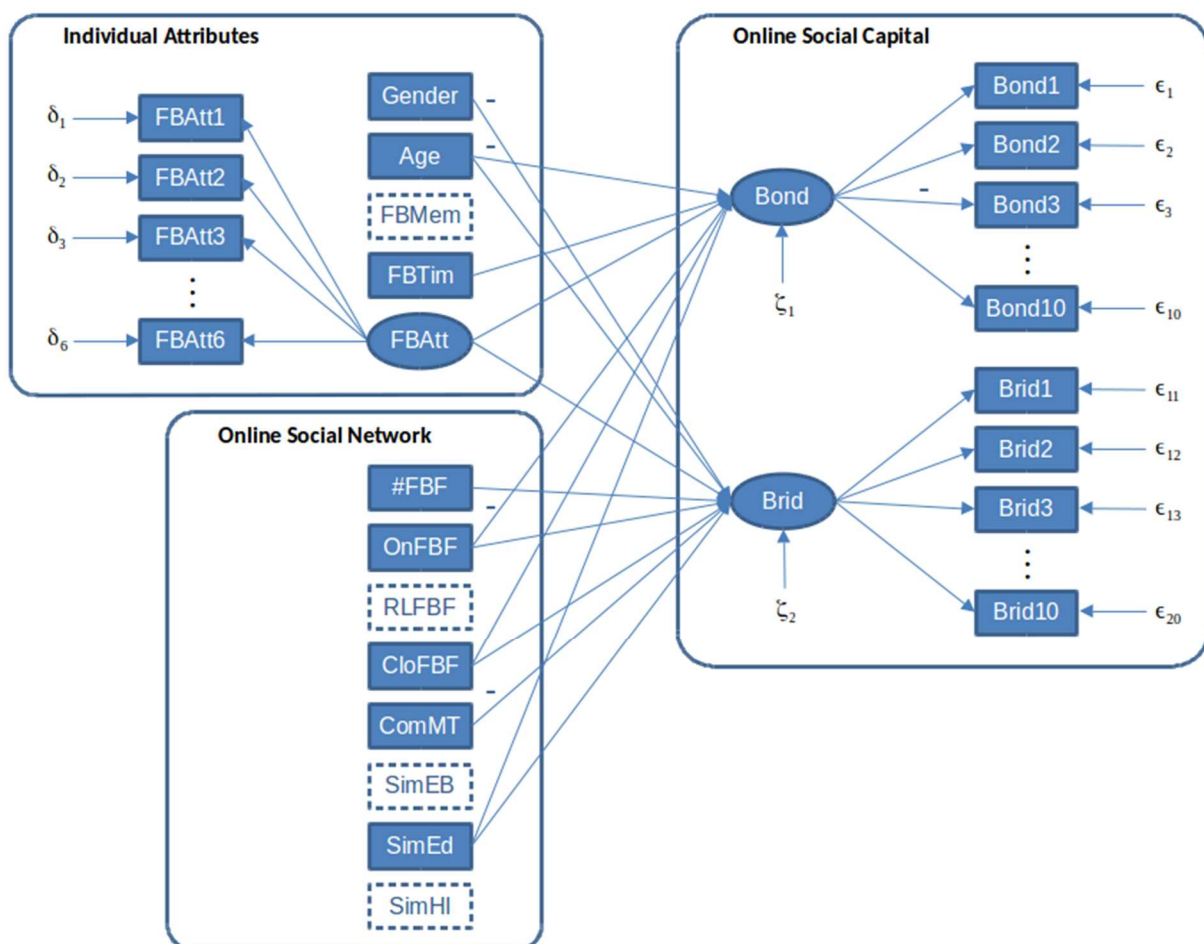 Individual Attributes
δ1
FBAtt1
δ2
FBAtt2
δ3
FBAtt3
⋮
δ6
FBAtt6
Gender
-
Age
-
FBMem
FBTim
FBAtt
Online Social Network
#FBF
-
OnFBF
RLFBF
CloFBF
-
ComMT
SimEB
SimEd
SimHI
Online Social Capital
Bond
ζ1
Bond1
ϵ1
Bond2
ϵ2
-
Bond3
ϵ3
⋮
Bond10
ϵ10
Brid
ζ2
Brid1
ϵ11
Brid2
ϵ12
Brid3
ϵ13
⋮
Brid10
ϵ20